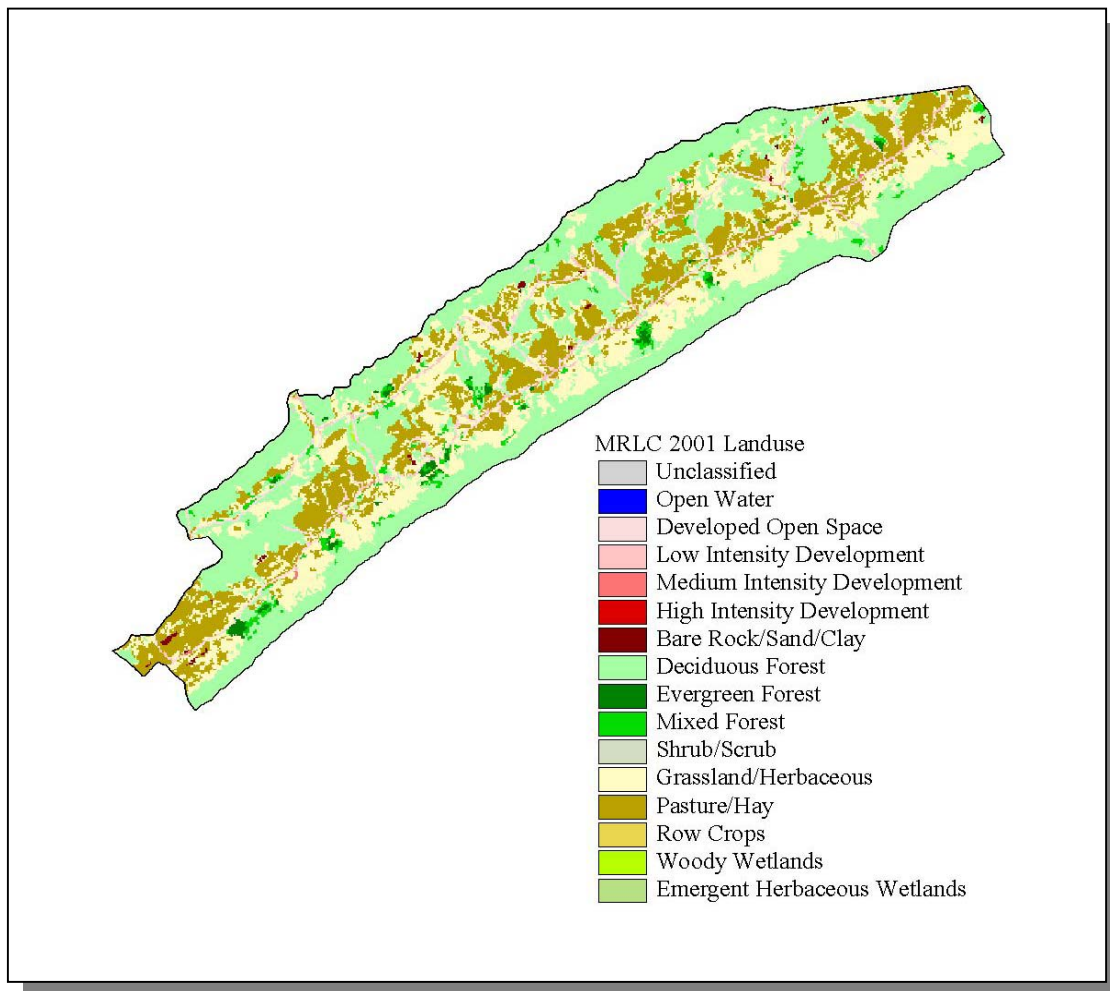 MRLC 2001 Landuse
Unclassified
Open Water
Developed Open Space
Low Intensity Development
Medium Intensity Development
High Intensity Development
Bare Rock/Sand/Clay
Deciduous Forest
Evergreen Forest
Mixed Forest
Shrub/Scrub
Grassland/Herbaceous
Pasture/Hay
Row Crops
Woody Wetlands
Emergent Herbaceous Wetlands